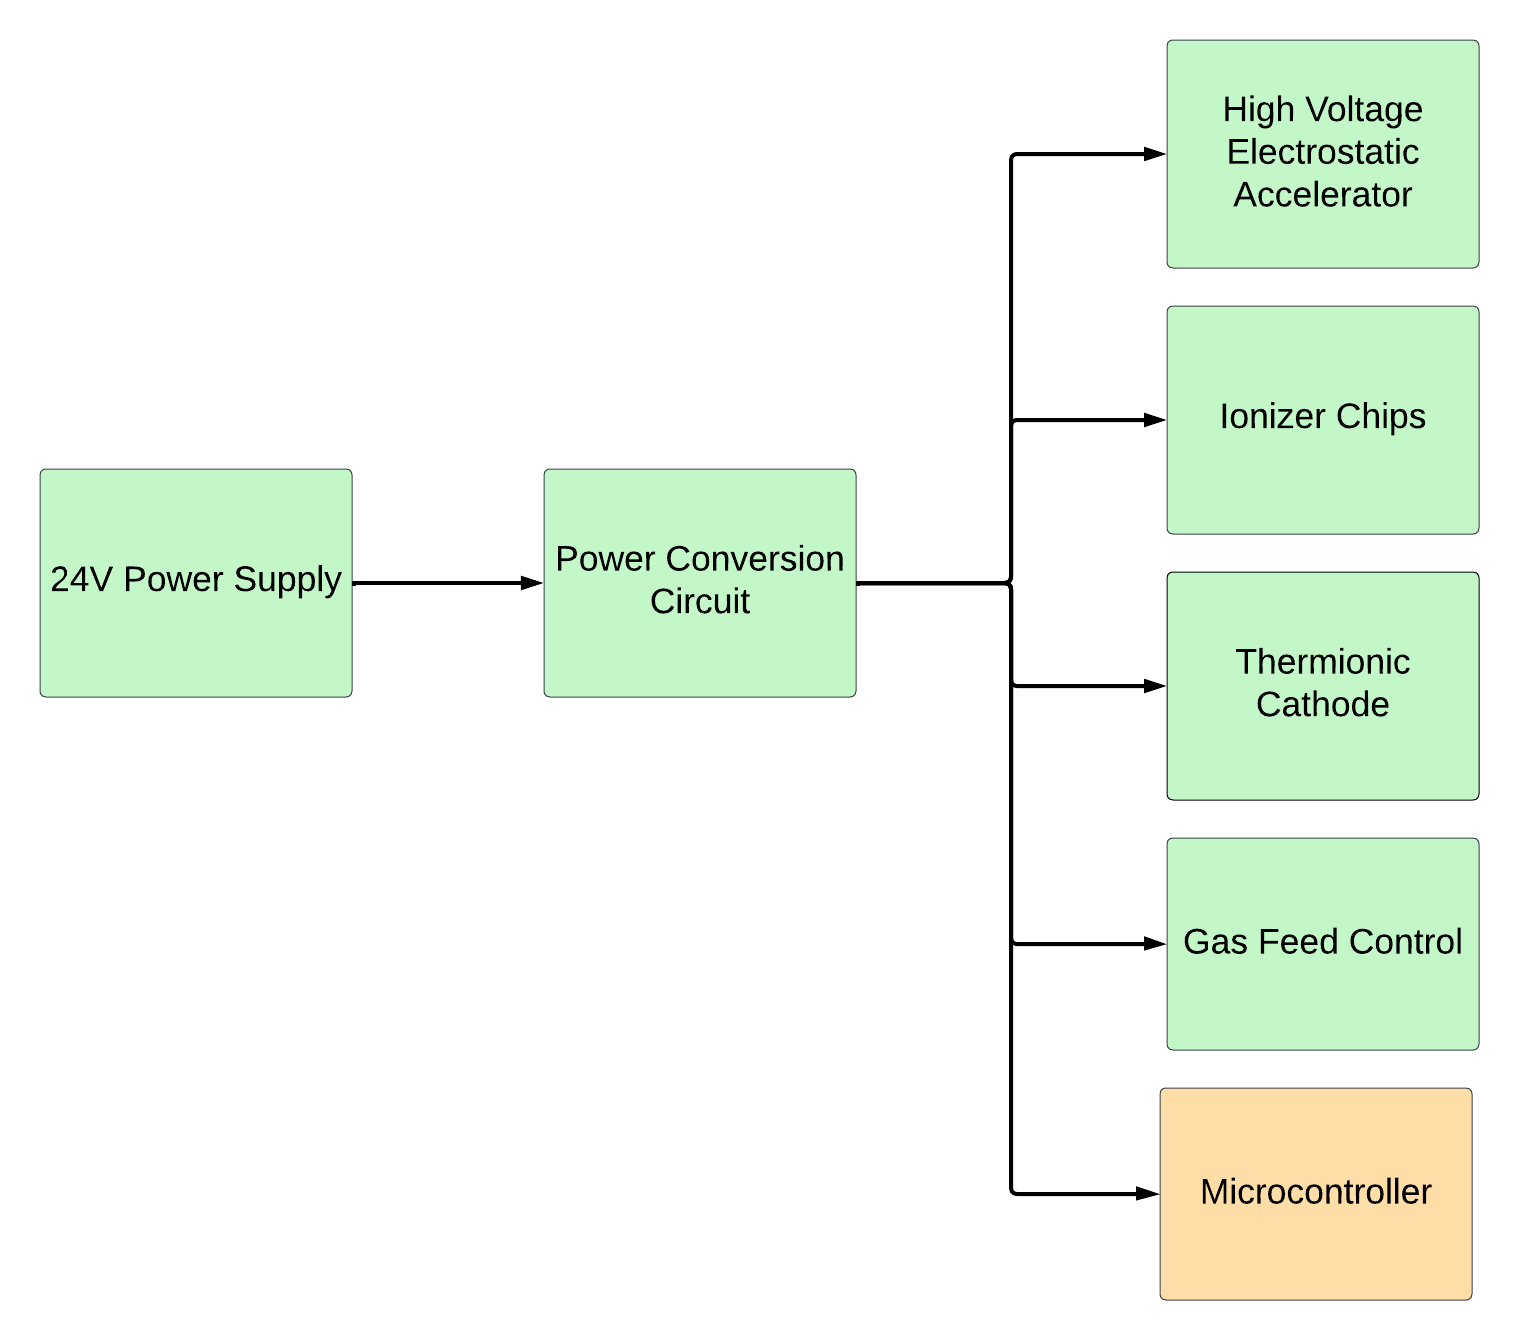 24V Power Supply
Power Conversion
Circuit
High Voltage
Electrostatic
Accelerator
Ionizer Chips
Thermionic
Cathode
Gas Feed Control
Microcontroller